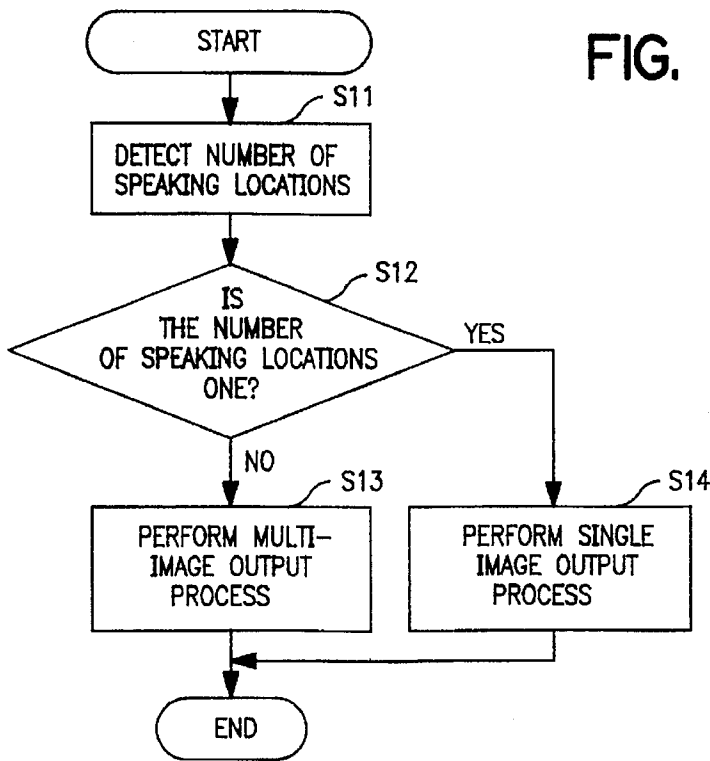 START
FIG.
S11
DETECT NUMBER OF
SPEAKING LOCATIONS
S12
IS
THE NUMBER
OF SPEAKING LOCATIONS
ONE?
YES
NO
S13
S14
PERFORM MULTI-
IMAGE OUTPUT
PROCESS
PERFORM SINGLE
IMAGE OUTPUT
PROCESS
END